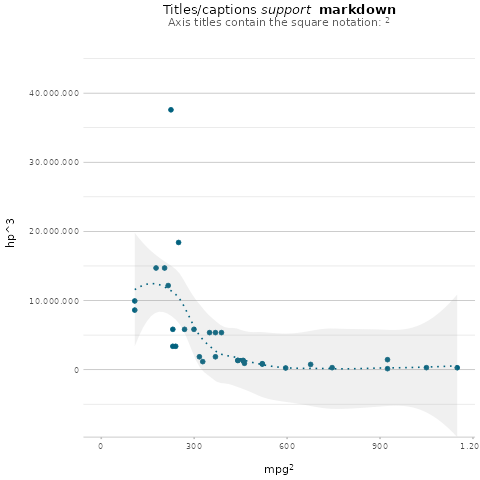 Titles/captions support markdown
Axis titles contain the square notation: ²
40.000.000
30.000.000
20.000.000
10.000.000
0
hp^3
0 300 600 900 1.20
mpg²